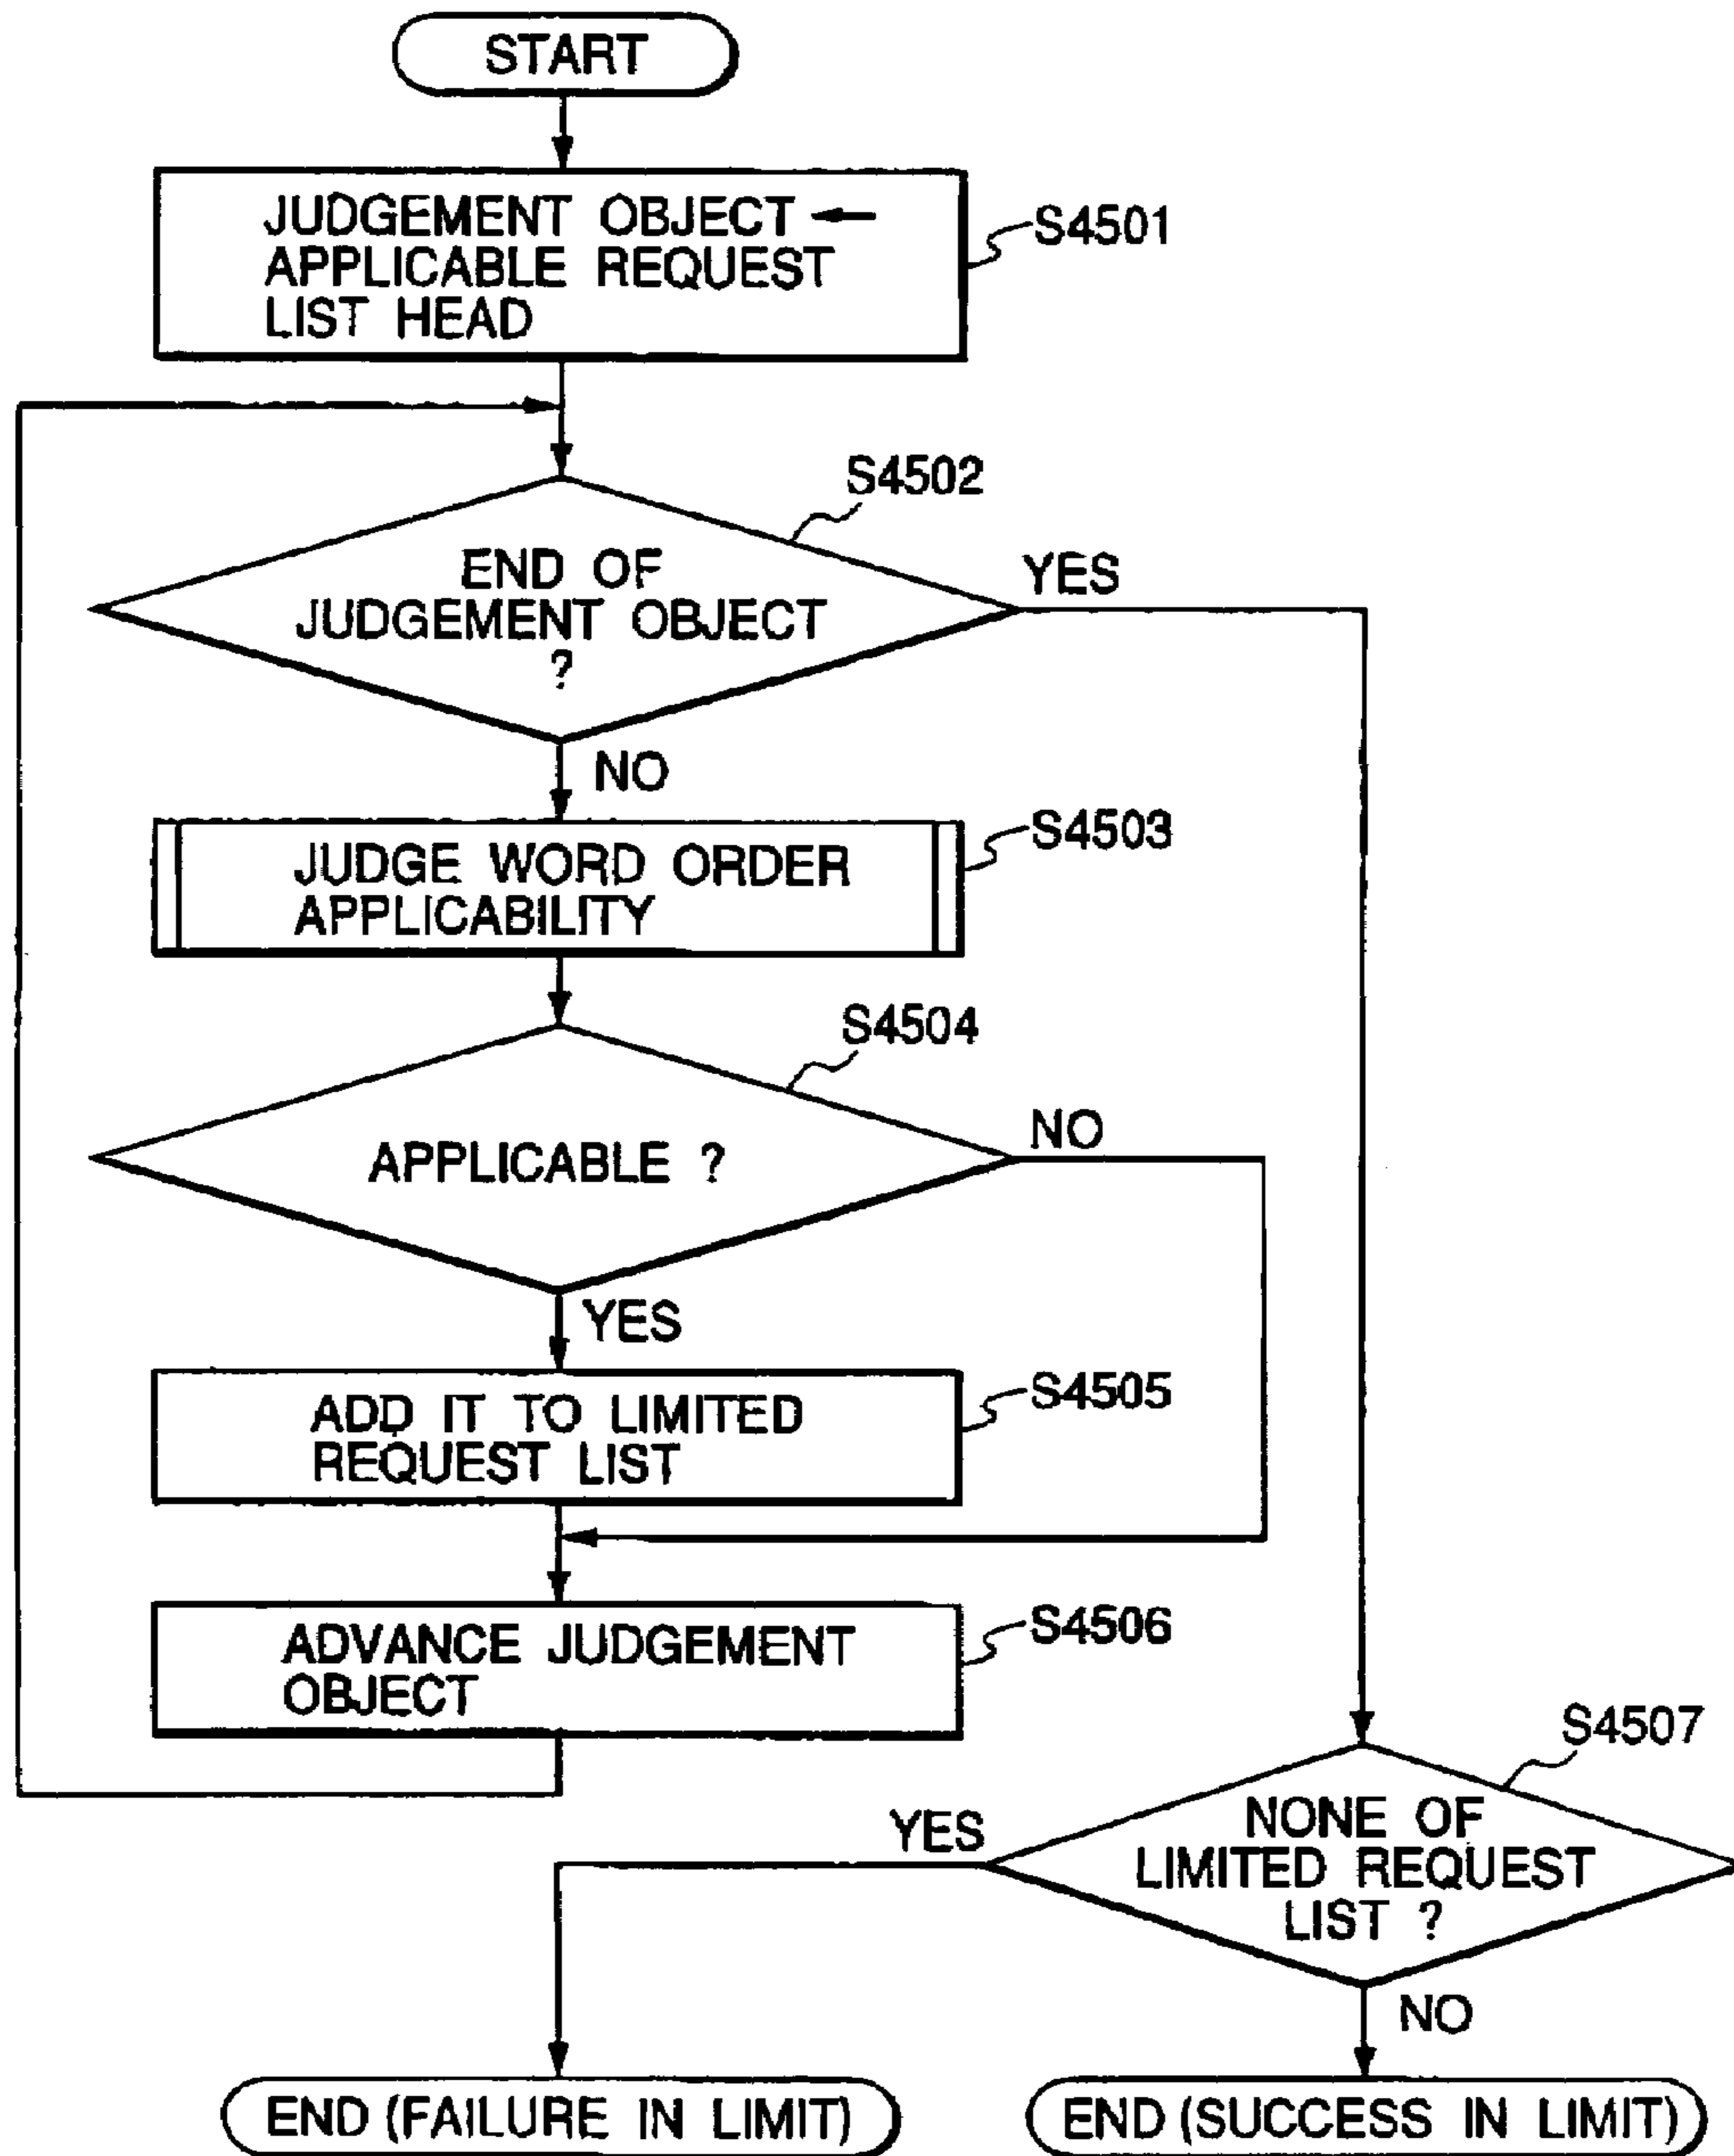 START
JUDGEMENT OBJECT ←
APPLICABLE REQUEST
LIST HEAD
S4501
S4502
END OF
JUDGEMENT OBJECT
?
YES
NO
JUDGE WORD ORDER
APPLICABILITY
S4503
S4504
APPLICABLE ?
NO
YES
ADD IT TO LIMITED
REQUEST LIST
S4505
ADVANCE JUDGEMENT
OBJECT
S4506
S4507
NONE OF
LIMITED REQUEST
LIST ?
YES
NO
END (FAILURE IN LIMIT)
END (SUCCESS IN LIMIT)